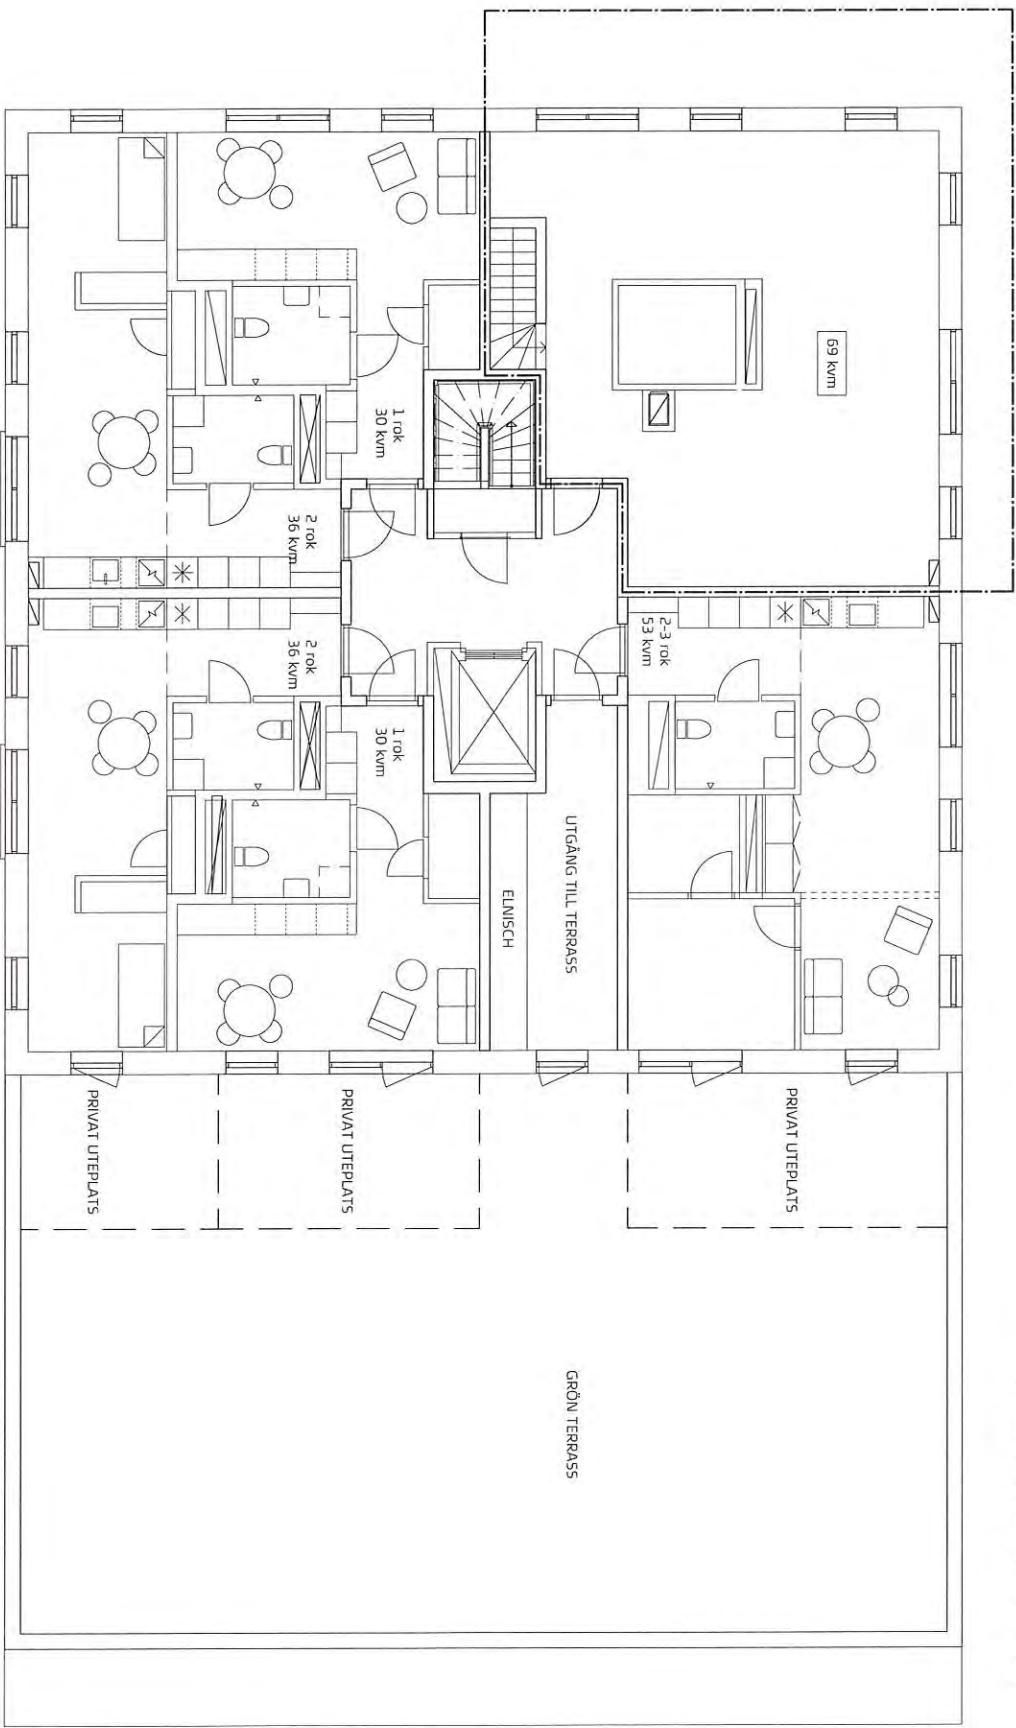 69 kvm
1 rok
30 kvm
2 rok
36 kvm
2 rok
36 kvm
1 rok
30 kvm
2-3 rok
53 kvm
UTGÅNG TILL TERRASS
ELNISCH
PRIVAT UTEPLATS
PRIVAT UTEPLATS
PRIVAT UTEPLATS
GRÖN TERRASS